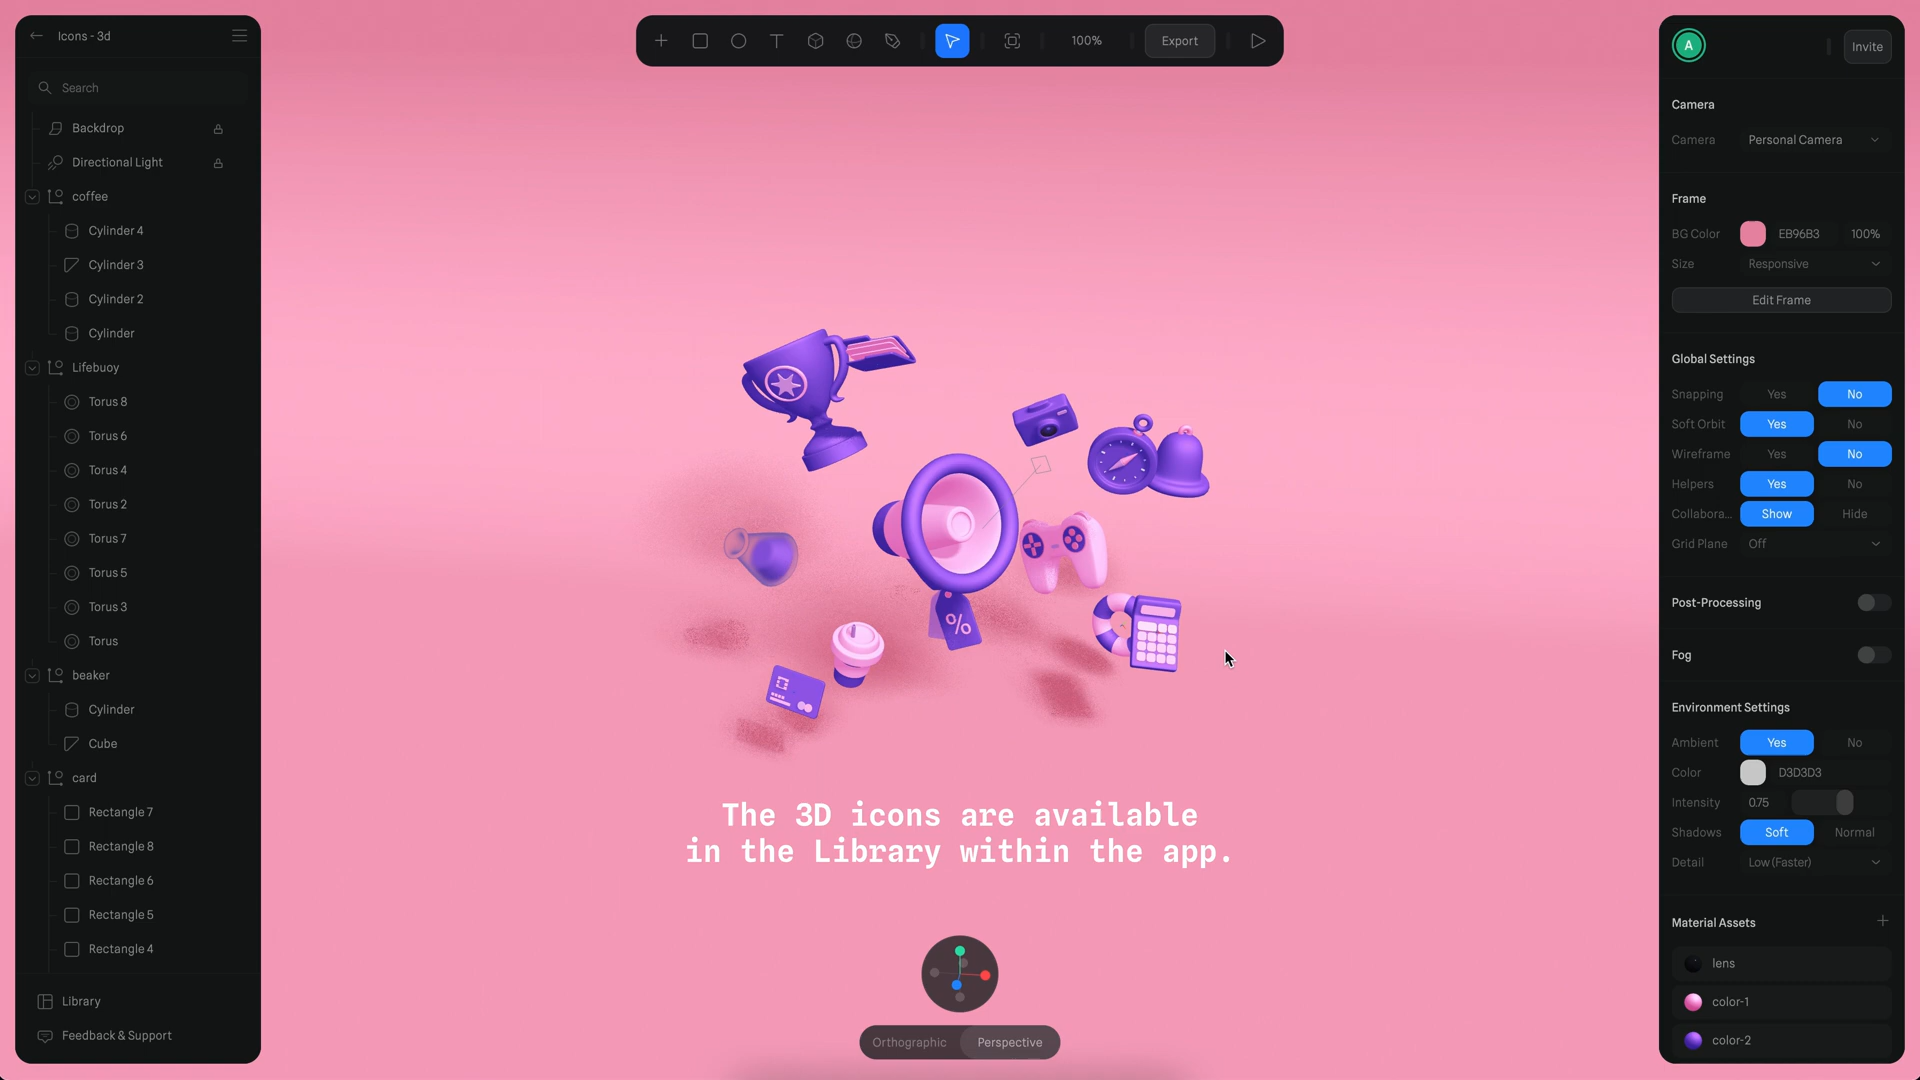 Icons - 3d
Search
Backdrop
Directional Light
coffee
Cylinder 4
Cylinder 3
Cylinder 2
Cylinder
Lifebuoy
Torus 8
Torus 6
Torus 4
Torus 2
Torus 7
Torus 5
Torus 3
Torus
beaker
Cylinder
Cube
card
Rectangle 7
Rectangle 8
Rectangle 6
Rectangle 5
Rectangle 4
Library
Feedback & Support
100%
Export
%
The 3D icons are available
in the Library within the app.
Orthographic Perspective
A
Invite
Camera
Camera Personal Camera
Frame
BG Color EB96B3 100%
Size Responsive
Edit Frame
Global Settings
Snapping Yes No
Soft Orbit Yes No
Wireframe Yes No
Helpers Yes No
Collabora... Show Hide
Grid Plane Off
Post-Processing
Fog
Environment Settings
Ambient Yes No
Color D3D3D3
Intensity 0.75
Shadows Soft Normal
Detail Low (Faster)
Material Assets
lens
color-1
color-2